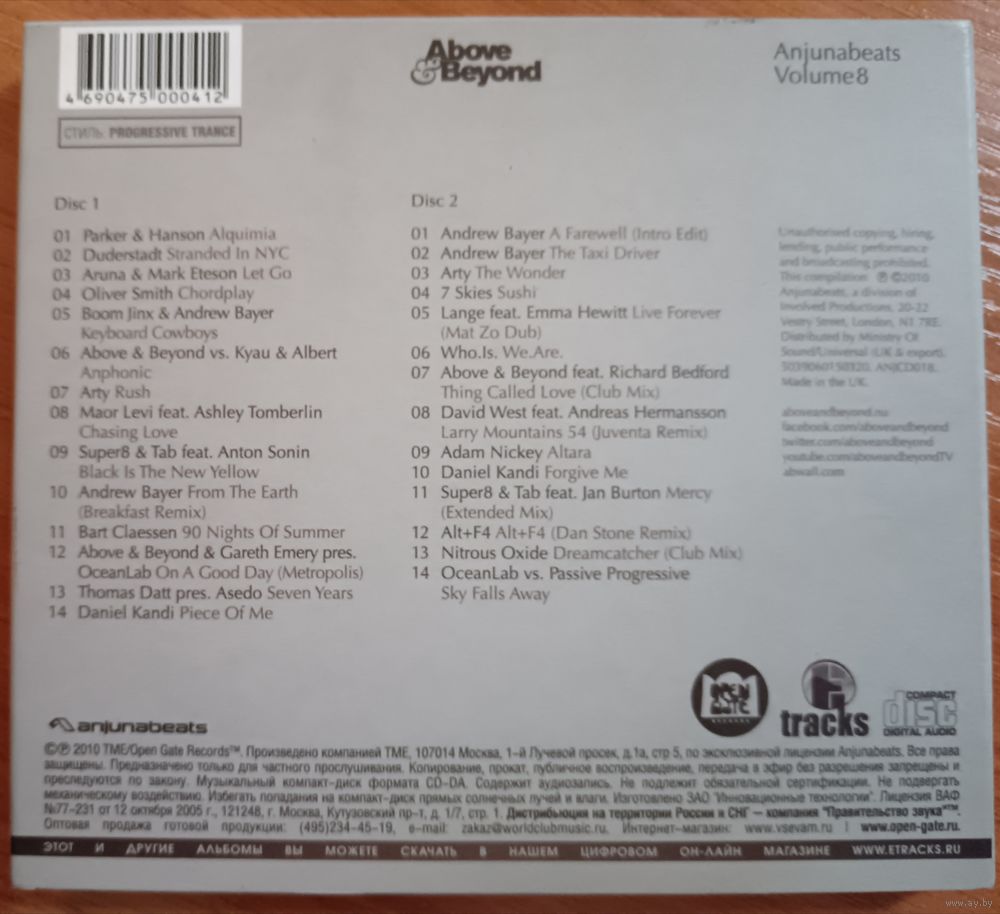 Above
& Beyond
Anjunabeats
Volume8
4 690475 000412
СТИЛЬ: PROGRESSIVE TRANCE
Disc 1
01 Parker & Hanson Alquimia
02 Duderstadt Stranded In NYC
03 Aruna & Mark Eteson Let Go
04 Oliver Smith Chordplay
05 Boom Jinx & Andrew Bayer
Keyboard Cowboys
06 Above & Beyond vs. Kyau & Albert
Anphonic
07 Arty Rush
08 Maor Levi feat. Ashley Tomberlin
Chasing Love
09 Super8 & Tab feat. Anton Sonin
Black Is The New Yellow
10 Andrew Bayer From The Earth
(Breakfast Remix)
11 Bart Claessen 90 Nights Of Summer
12 Above & Beyond & Gareth Emery pres.
OceanLab On A Good Day (Metropolis)
13 Thomas Datt pres. Asedo Seven Years
14 Daniel Kandi Piece Of Me
Disc 2
01 Andrew Bayer A Farewell (Intro Edit)
02 Andrew Bayer The Taxi Driver
03 Arty The Wonder
04 7 Skies Sushi
05 Lange feat. Emma Hewitt Live Forever
(Mat Zo Dub)
06 Who.Is. We.Are.
07 Above & Beyond feat. Richard Bedford
Thing Called Love (Club Mix)
08 David West feat. Andreas Hermansson
Larry Mountains 54 (Juventa Remix)
09 Adam Nickey Altara
10 Daniel Kandi Forgive Me
11 Super8 & Tab feat. Jan Burton Mercy
(Extended Mix)
12 Alt+F4 Alt+F4 (Dan Stone Remix)
13 Nitrous Oxide Dreamcatcher (Club Mix)
14 OceanLab vs. Passive Progressive
Sky Falls Away
Unauthorised copying, hiring,
lending, public performance
and broadcasting prohibited.
This compilation ℗ ©2010
Anjunabeats, a division of
Involved Productions, 20-22
Vestry Street, London, N1 7RE.
Distributed by Ministry Of
Sound/Universal (UK & export).
ANJCD018.
Made in the UK.
aboveandbeyond.nu
facebook.com/aboveandbeyond
twitter.com/aboveandbeyond
youtube.com/aboveandbeyondTV
abwall.com
anjunabeats
OPEN
GATE
RECORDS
tracks
COMPACT
disc
DIGITAL AUDIO
©℗ 2010 TME/Open Gate Records™. Произведено компанией TME, 107014 Москва, 1-й Лучевой просек, д.1а, стр 5, по эксклюзивной лицензии Anjunabeats. Все права
защищены. Предназначено только для частного прослушивания. Копирование, прокат, публичное воспроизведение, передача в эфир без разрешения запрещены и
преследуются по закону. Музыкальный компакт-диск формата CD-DA. Содержит аудиозапись. Не подлежит обязательной сертификации. Не подвергать
механическому воздействию. Избегать попадания на компакт-диск прямых солнечных лучей и влаги. Изготовлено ЗАО "Инновационные технологии". Лицензия ВАФ
№77-231 от 12 октября 2005 г., 121248, г. Москва, Кутузовский пр-т, д. 1/7, стр. 1. Дистрибьюция на территории России и СНГ — компания "Правительство звука"™.
Оптовая продажа готовой продукции: (495)234-45-19, e-mail: zakaz@worldclubmusic.ru. Интернет-магазин: www.vsevam.ru | www.open-gate.ru.
ЭТОТ И ДРУГИЕ АЛЬБОМЫ ВЫ МОЖЕТЕ СКАЧАТЬ В НАШЕМ ЦИФРОВОМ ОН-ЛАЙН МАГАЗИНЕ WWW.ETRACKS.RU
www.ay.by